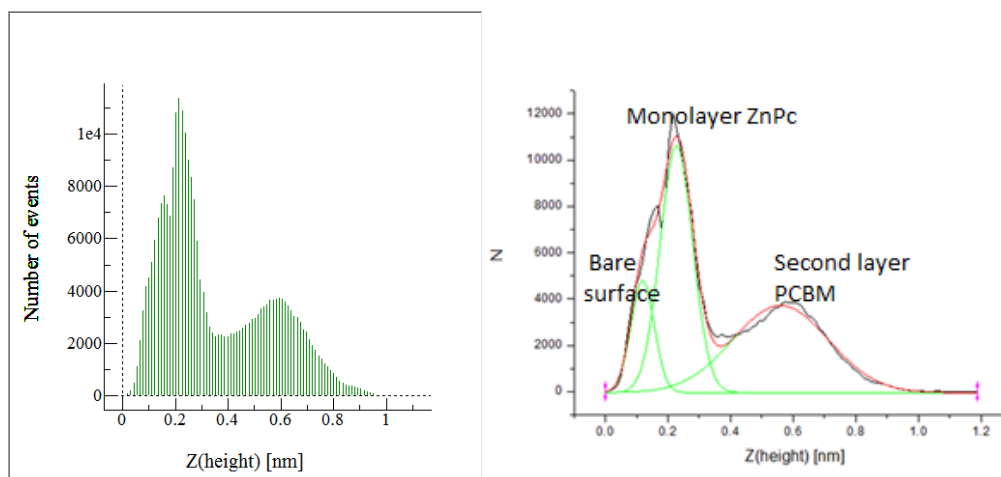 Number of events
1e4
8000
6000
4000
2000
0
0
0.2
0.4
0.6
0.8
1
Z(height) [nm]
N
12000
10000
8000
6000
4000
2000
0
Monolayer ZnPc
Bare
surface
Second layer
PCBM
0.0
0.2
0.4
0.6
0.8
1.0
1.2
Z(height) [nm]